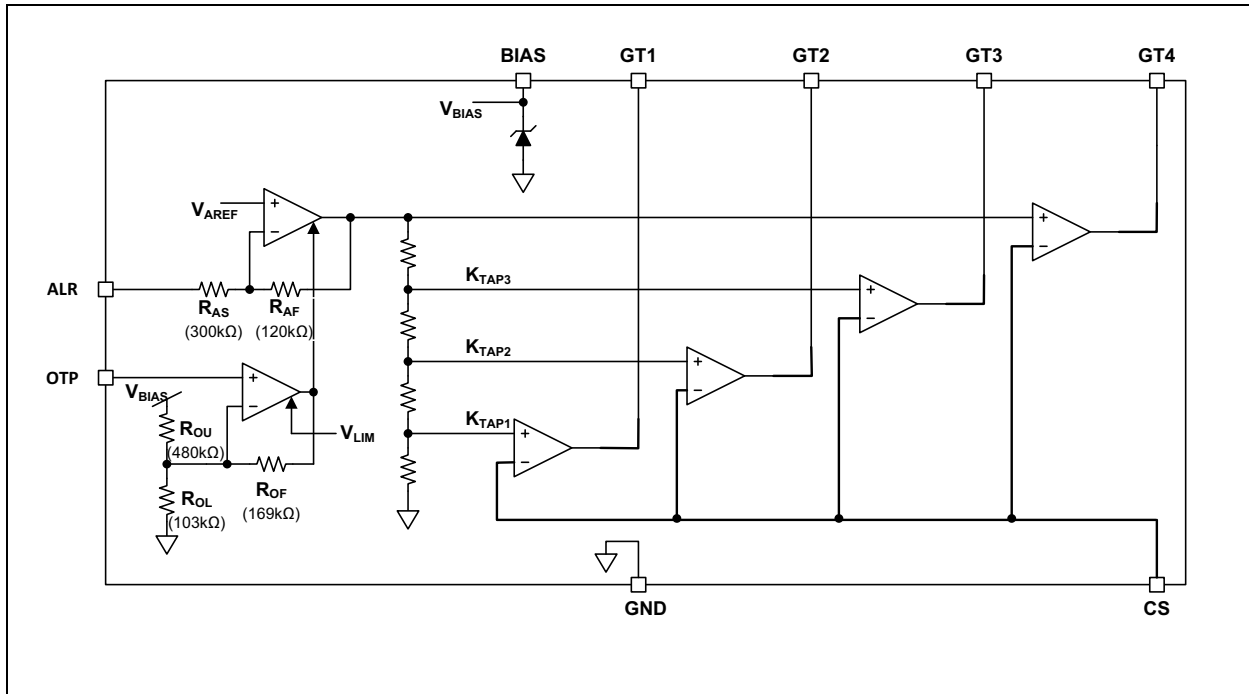 BIAS GT1 GT2 GT3 GT4
VBIAS
VAREF
+
−
+
−
ALR
RAS
(300kΩ)
RAF
(120kΩ)
KTAP3
+
−
KTAP2
+
−
OTP
VBIAS
+
−
ROU
(480kΩ)
VLIM
KTAP1
+
−
ROL
(103kΩ)
ROF
(169kΩ)
GND
CS